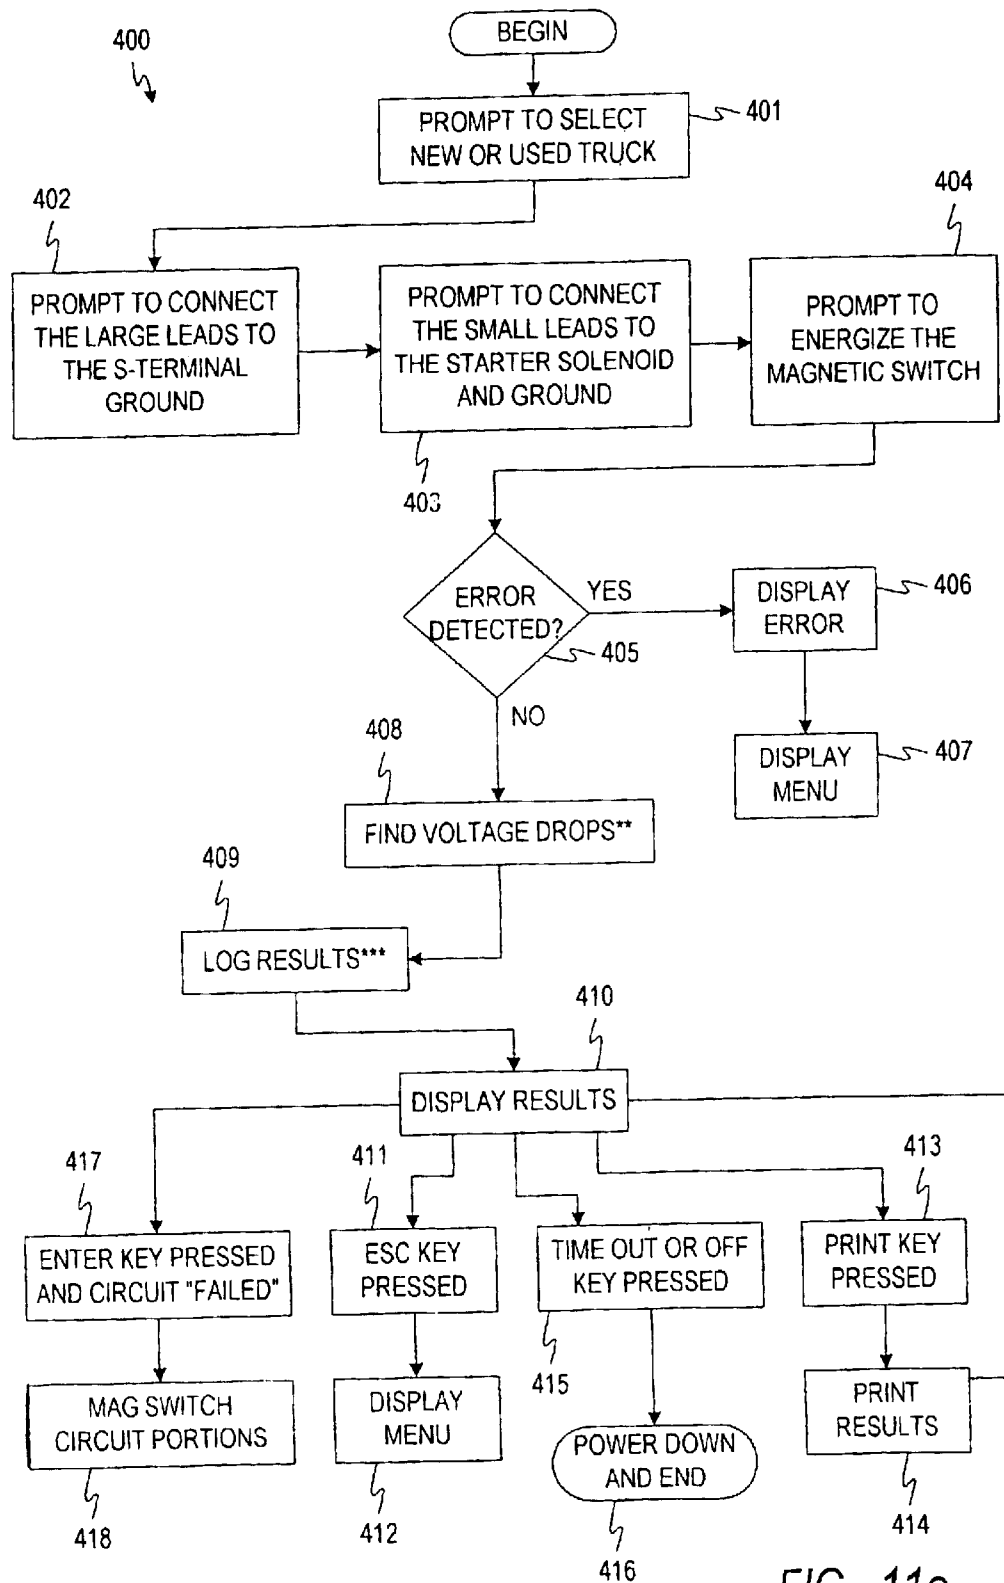 400
BEGIN
PROMPT TO SELECT
NEW OR USED TRUCK
401
402
404
PROMPT TO CONNECT
THE LARGE LEADS TO
THE S-TERMINAL
GROUND
PROMPT TO CONNECT
THE SMALL LEADS TO
THE STARTER SOLENOID
AND GROUND
PROMPT TO
ENERGIZE THE
MAGNETIC SWITCH
403
ERROR
DETECTED?
YES
405
DISPLAY
ERROR
406
NO
DISPLAY
MENU
407
408
FIND VOLTAGE DROPS**
409
LOG RESULTS***
410
DISPLAY RESULTS
417
411
413
ENTER KEY PRESSED
AND CIRCUIT "FAILED"
ESC KEY
PRESSED
TIME OUT OR OFF
KEY PRESSED
PRINT KEY
PRESSED
415
MAG SWITCH
CIRCUIT PORTIONS
DISPLAY
MENU
POWER DOWN
AND END
PRINT
RESULTS
418
412
416
414
FIG. 11a